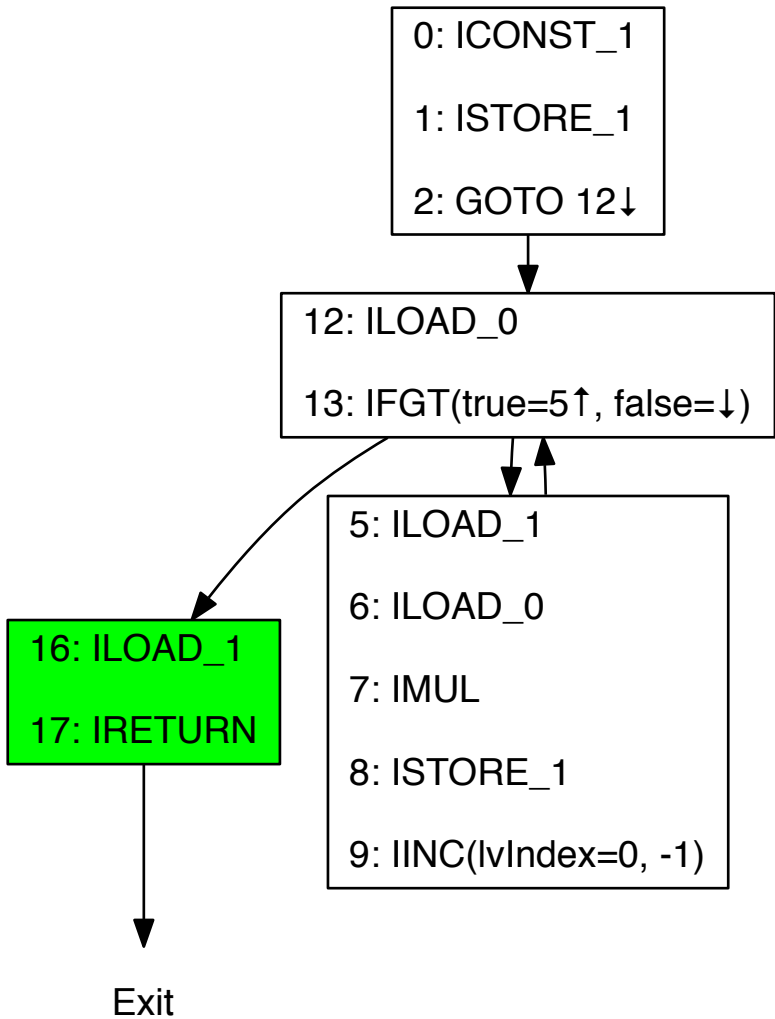 0: ICONST_1
1: ISTORE_1
2: GOTO 12↓
12: ILOAD_0
13: IFGT(true=5↑, false=↓)
5: ILOAD_1
6: ILOAD_0
7: IMUL
8: ISTORE_1
9: IINC(lvIndex=0, -1)
16: ILOAD_1
17: IRETURN
Exit